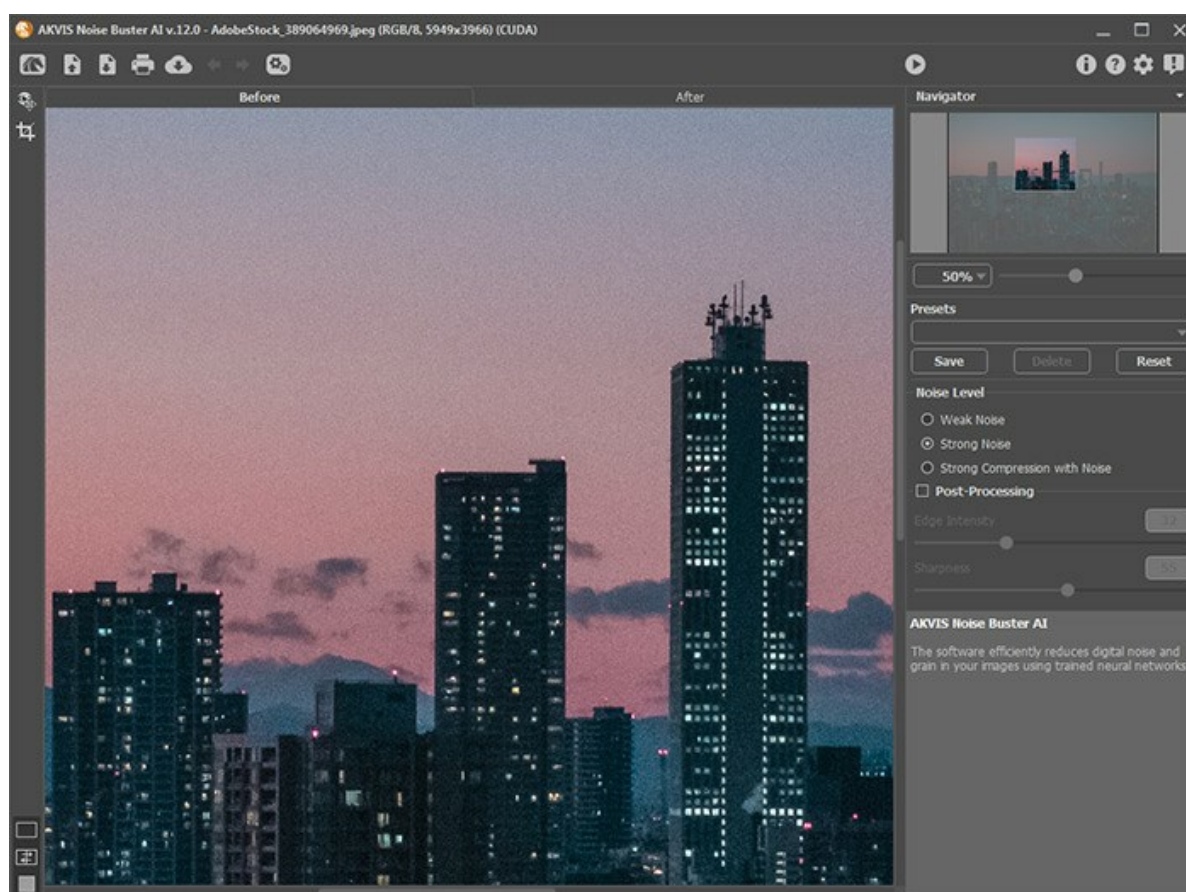 AKVIS Noise Buster AI v.12.0 - AdobeStock_389064969.jpeg (RGB/8, 5949x3966) (CUDA)
Before
After
Navigator
50%
Presets
Save
Delete
Reset
Noise Level
Weak Noise
Strong Noise
Strong Compression with Noise
Post-Processing
Edge Intensity
32
Sharpness
55
AKVIS Noise Buster AI
The software efficiently reduces digital noise and
grain in your images using trained neural networks